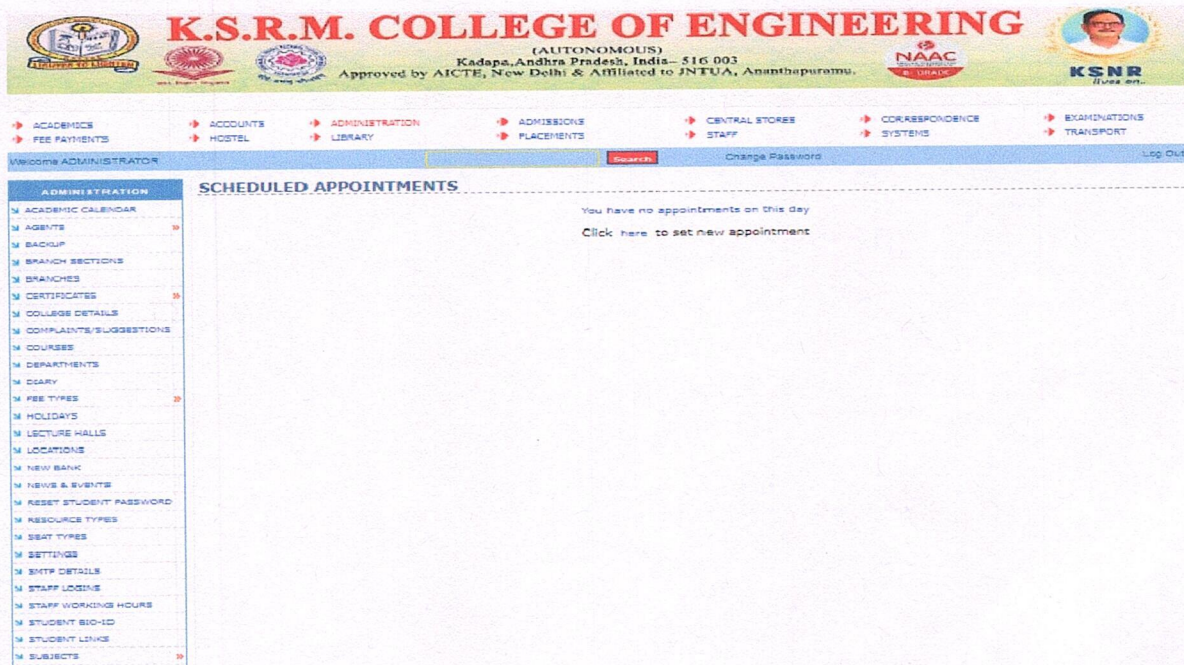 K.S.R.M. COLLEGE OF ENGINEERING
(AUTONOMOUS)
Kadapa,Andhra Pradesh, India– 516 003
Approved by AICTE, New Delhi & Affiliated to JNTUA, Ananthapuramu.
NAAC
KSNR
lives on..
ACADEMICS ACCOUNTS ADMINISTRATION ADMISSIONS CENTRAL STORES CORRESPONDENCE EXAMINATIONS
FEE PAYMENTS HOSTEL LIBRARY PLACEMENTS STAFF SYSTEMS TRANSPORT
Welcome ADMINISTRATOR Search Change Password Log Out
ADMINISTRATION
ACADEMIC CALENDAR
AGENTS
BACKUP
BRANCH SECTIONS
BRANCHES
CERTIFICATES
COLLEGE DETAILS
COMPLAINTS/SUGGESTIONS
COURSES
DEPARTMENTS
DIARY
FEE TYPES
HOLIDAYS
LECTURE HALLS
LOCATIONS
NEW BANK
NEWS & EVENTS
RESET STUDENT PASSWORD
RESOURCE TYPES
SEAT TYPES
SETTINGS
SMTP DETAILS
STAFF LOGINS
STAFF WORKING HOURS
STUDENT BIO-ID
STUDENT LINKS
SUBJECTS
SCHEDULED APPOINTMENTS
You have no appointments on this day
Click here to set new appointment